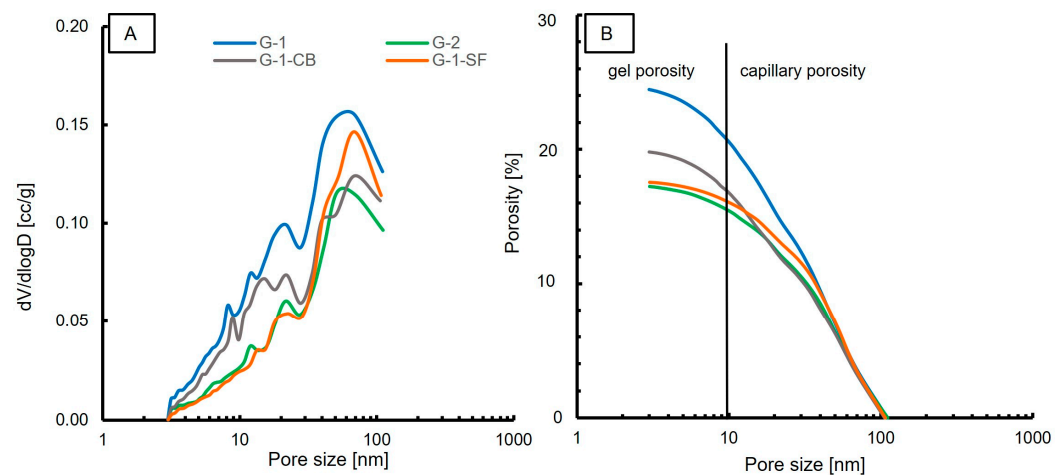 A
G-1
G-2
G-1-CB
G-1-SF
dV/dlogD [cc/g]
0.20
0.15
0.10
0.05
0.00
1
10
100
1000
Pore size [nm]
B
gel porosity
capillary porosity
Porosity [%]
30
20
10
0
1
10
100
1000
Pore size [nm]